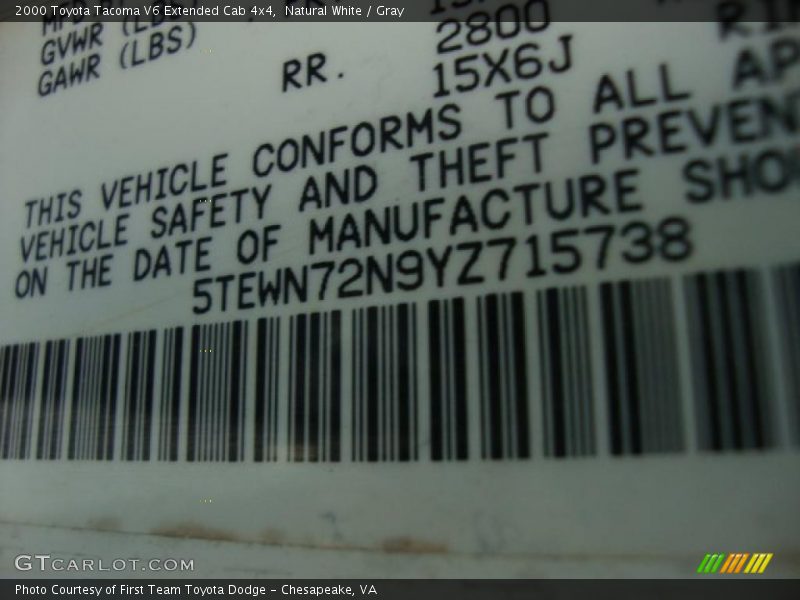 2000 Toyota Tacoma V6 Extended Cab 4x4, Natural White / Gray
GVWR (LBS
2800
GAWR (LBS)
RR. 15X6J
THIS VEHICLE CONFORMS TO ALL AP
VEHICLE SAFETY AND THEFT PREVEN
ON THE DATE OF MANUFACTURE SHO
5TEWN72N9YZ715738
GTCARLOT.COM
Photo Courtesy of First Team Toyota Dodge - Chesapeake, VA